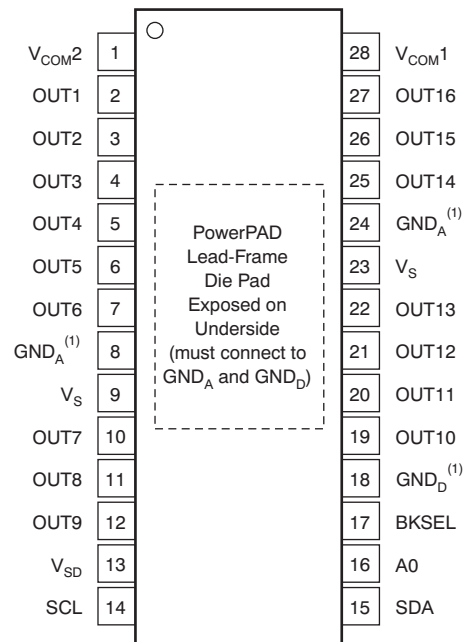 V_COM2 1 28 V_COM1
OUT1 2 27 OUT16
OUT2 3 26 OUT15
OUT3 4 25 OUT14
OUT4 5 24 GND_A^(1)
OUT5 6 23 V_S
OUT6 7 22 OUT13
GND_A^(1) 8 21 OUT12
V_S 9 20 OUT11
OUT7 10 19 OUT10
OUT8 11 18 GND_D^(1)
OUT9 12 17 BKSEL
V_SD 13 16 A0
SCL 14 15 SDA
PowerPAD
Lead-Frame
Die Pad
Exposed on
Underside
(must connect to
GND_A and GND_D)